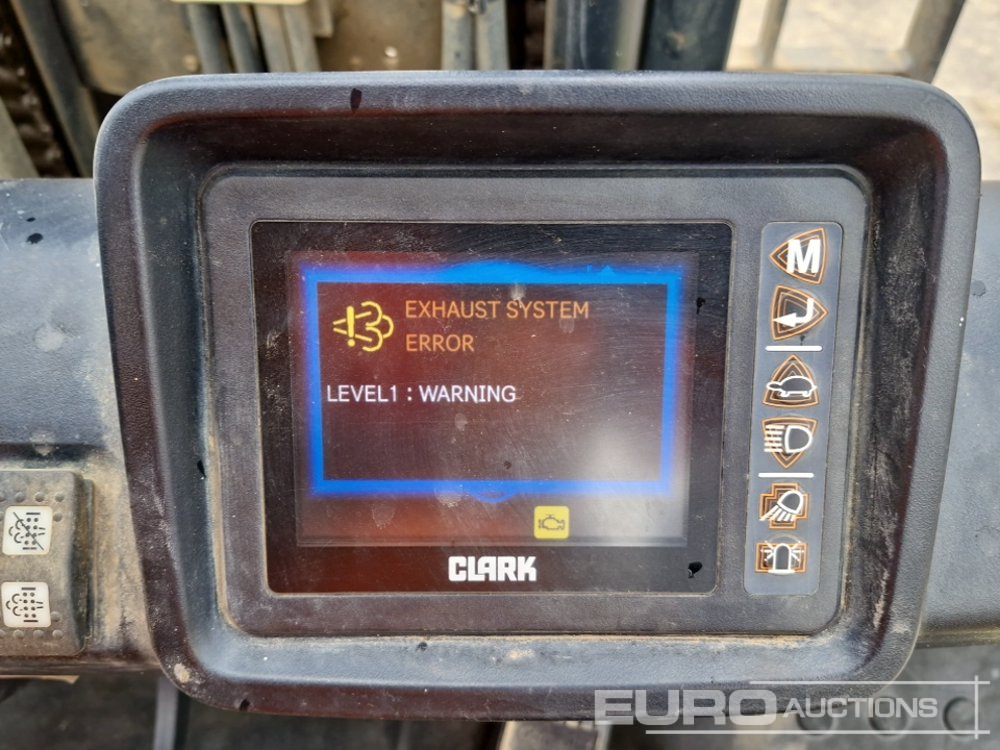 EXHAUST SYSTEM
ERROR
LEVEL1 : WARNING
CLARK
M
EURO AUCTIONS